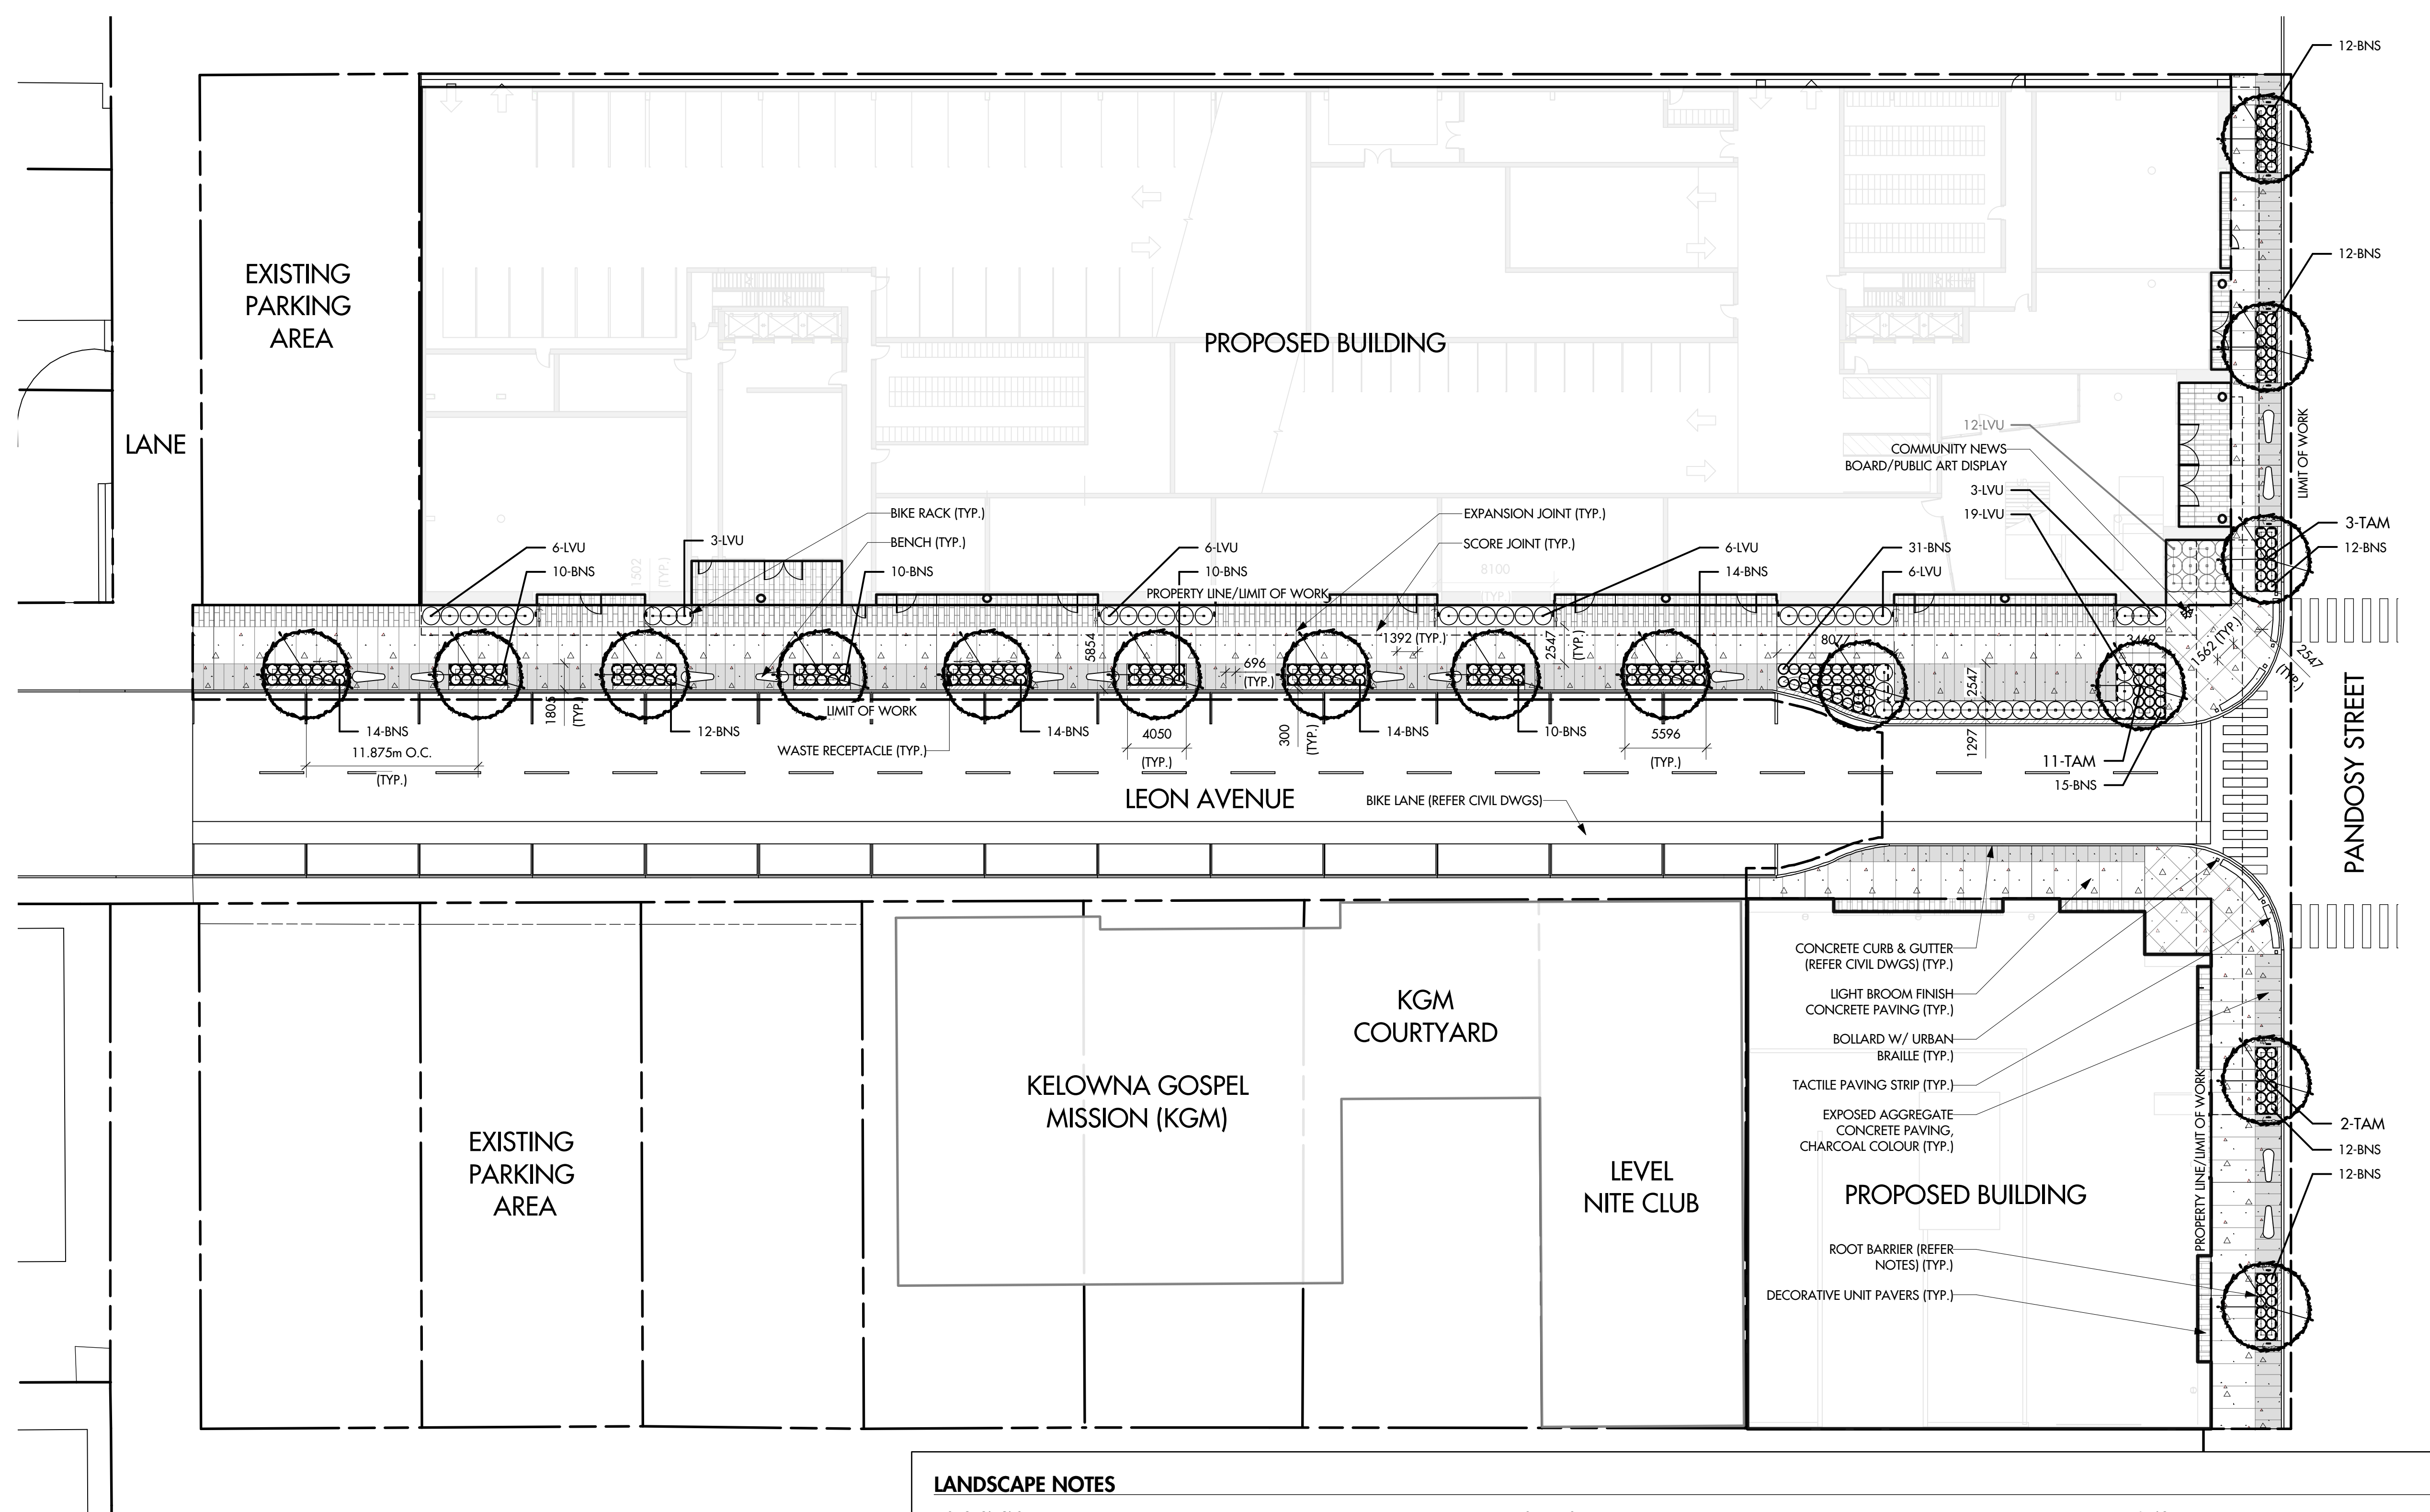 12-BNS
12-BNS
EXISTING
PARKING
AREA
PROPOSED BUILDING
LANE
12-LVU
COMMUNITY NEWS
BOARD/PUBLIC ART DISPLAY
3-LVU
19-LVU
LIMIT OF WORK
3-TAM
12-BNS
BIKE RACK (TYP.)
BENCH (TYP.)
EXPANSION JOINT (TYP.)
SCORE JOINT (TYP.)
6-LVU
10-BNS
1502
(TYP.)
3-LVU
10-BNS
6-LVU
10-BNS
PROPERTY LINE/LIMIT OF WORK
8100
(TYP.)
6-LVU
14-BNS
31-BNS
6-LVU
5854
696
(TYP.)
1392 (TYP.)
2547
(TYP.)
8077
3469
1562 (TYP.)
2547
(TYP.)
2547
1297
1805
(TYP.)
LIMIT OF WORK
14-BNS
11.875m O.C.
(TYP.)
12-BNS
WASTE RECEPTACLE (TYP.)
14-BNS
4050
(TYP.)
300
(TYP.)
14-BNS
10-BNS
5596
(TYP.)
11-TAM
15-BNS
LEON AVENUE
BIKE LANE (REFER CIVIL DWGS)
PANDOSY STREET
CONCRETE CURB & GUTTER
(REFER CIVIL DWGS) (TYP.)
LIGHT BROOM FINISH
CONCRETE PAVING (TYP.)
BOLLARD W/ URBAN
BRAILLE (TYP.)
TACTILE PAVING STRIP (TYP.)
EXPOSED AGGREGATE
CONCRETE PAVING,
CHARCOAL COLOUR (TYP.)
KGM
COURTYARD
KELOWNA GOSPEL
MISSION (KGM)
EXISTING
PARKING
AREA
LEVEL
NITE CLUB
PROPOSED BUILDING
PROPERTY LINE/LIMIT OF WORK
2-TAM
12-BNS
12-BNS
ROOT BARRIER (REFER
NOTES) (TYP.)
DECORATIVE UNIT PAVERS (TYP.)
LANDSCAPE NOTES